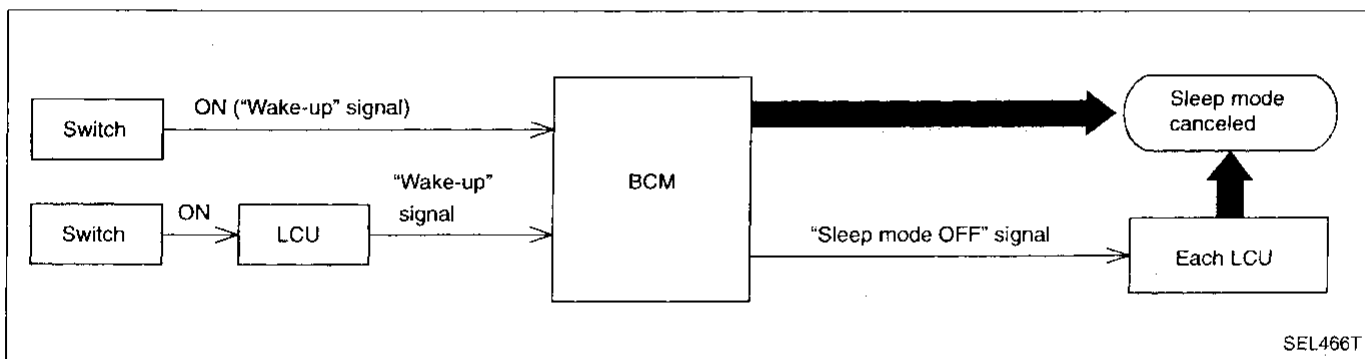 Switch
ON (“Wake-up” signal)
Switch
ON
LCU
“Wake-up”
signal
BCM
Sleep mode
canceled
“Sleep mode OFF” signal
Each LCU
SEL466T